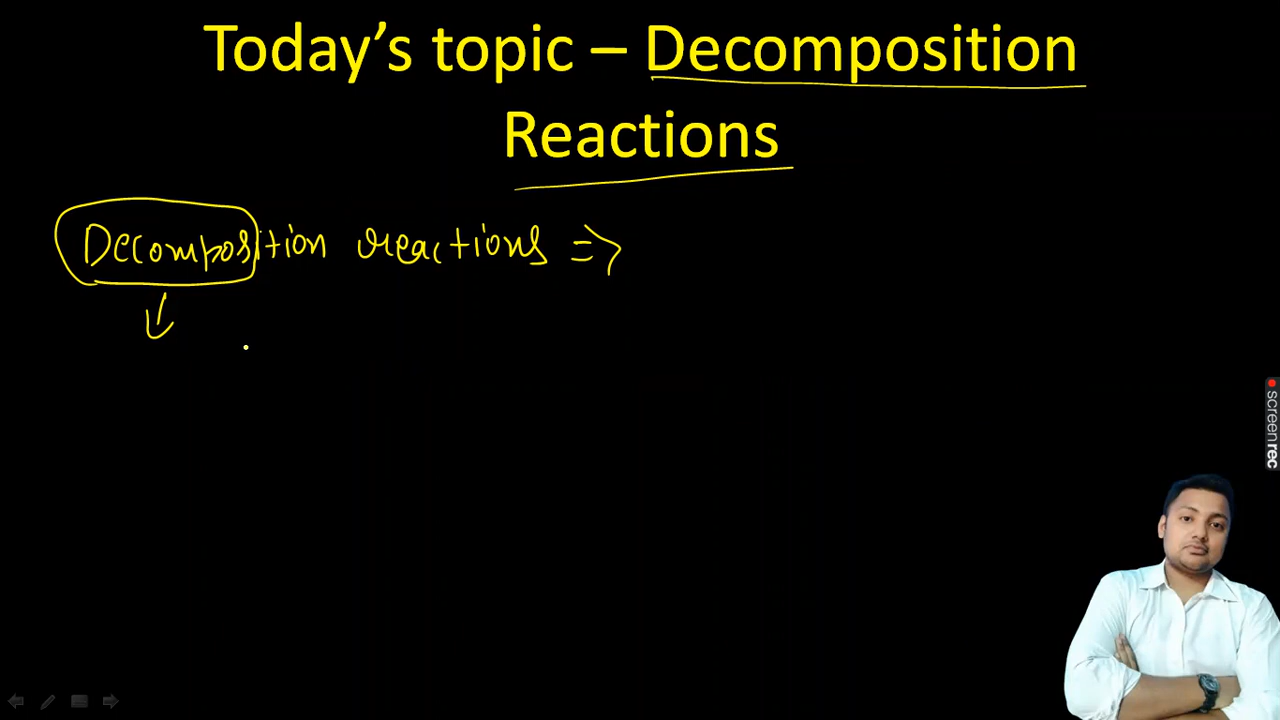 Today's topic – Decomposition
Reactions
Decomposition reactions =>
screenrec